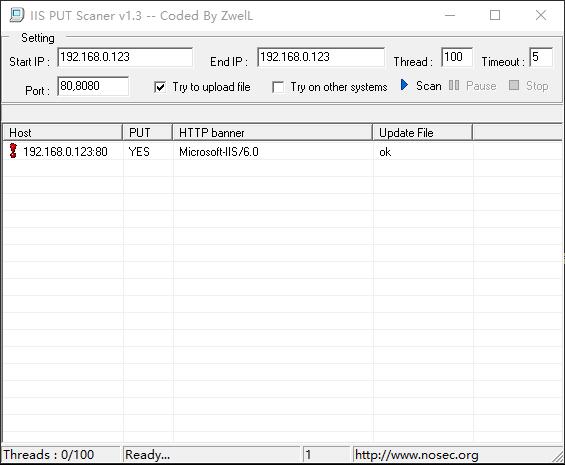 IIS PUT Scaner v1.3 -- Coded By ZwelL
Setting
Start IP : 192.168.0.123 End IP : 192.168.0.123 Thread : 100 Timeout : 5
Port : 80,8080 Try to upload file Try on other systems Scan Pause Stop
Host PUT HTTP banner Update File
192.168.0.123:80 YES Microsoft-IIS/6.0 ok
Threads : 0/100 Ready... 1 http://www.nosec.org